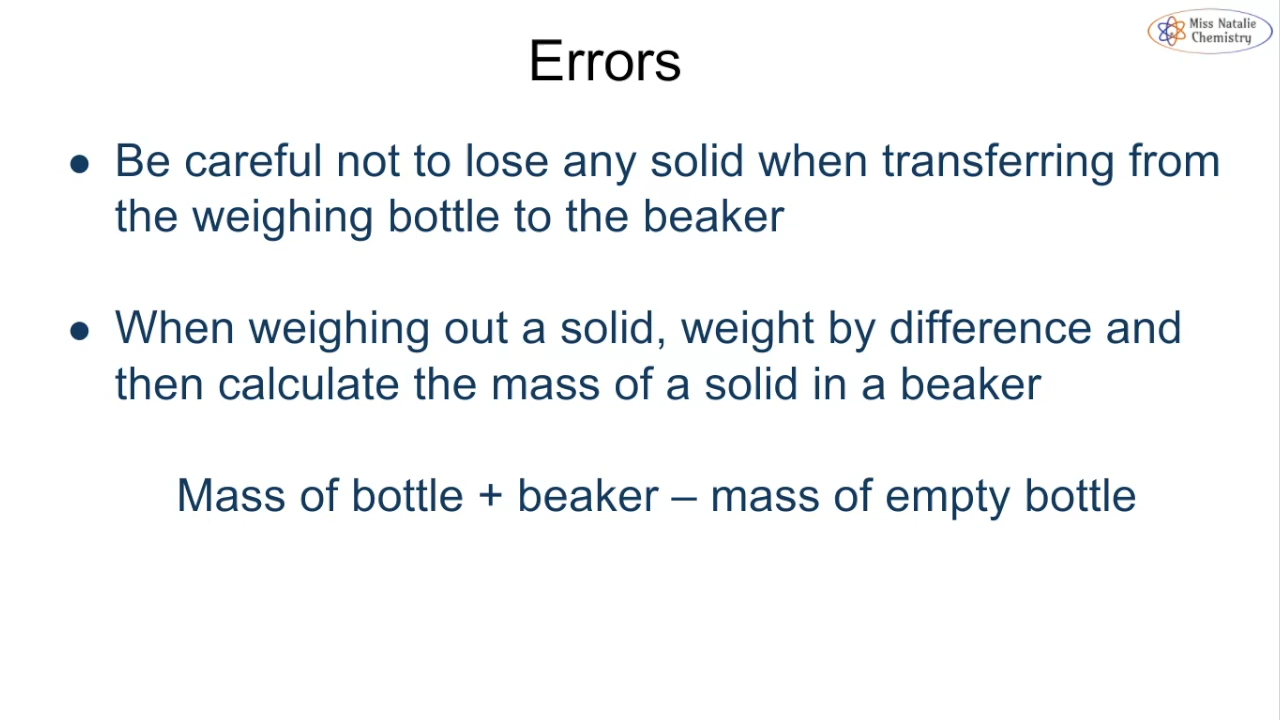 Miss Natalie
Chemistry
Errors
● Be careful not to lose any solid when transferring from
the weighing bottle to the beaker
● When weighing out a solid, weight by difference and
then calculate the mass of a solid in a beaker
Mass of bottle + beaker – mass of empty bottle